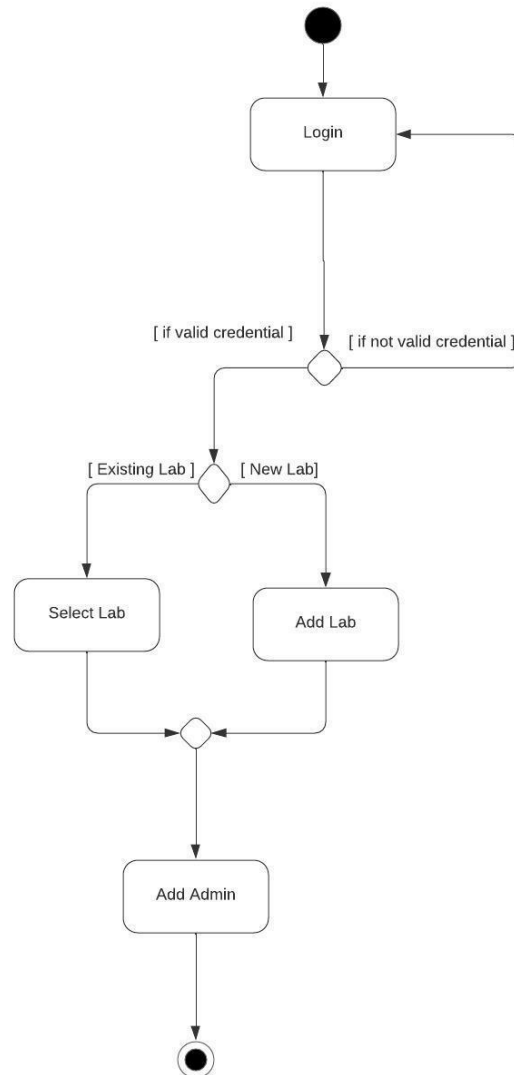 Login
[ if valid credential ]
[ if not valid credential ]
[ Existing Lab ]
[ New Lab]
Select Lab
Add Lab
Add Admin